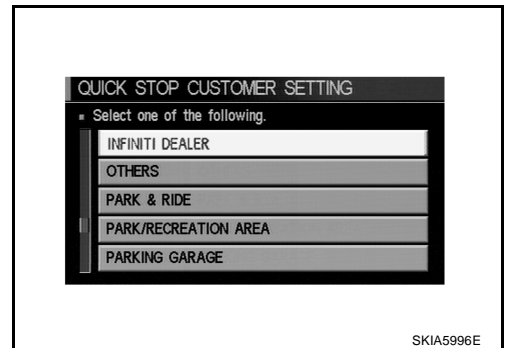 QUICK STOP CUSTOMER SETTING
Select one of the following.
INFINITI DEALER
OTHERS
PARK & RIDE
PARK/RECREATION AREA
PARKING GARAGE
SKIA5996E